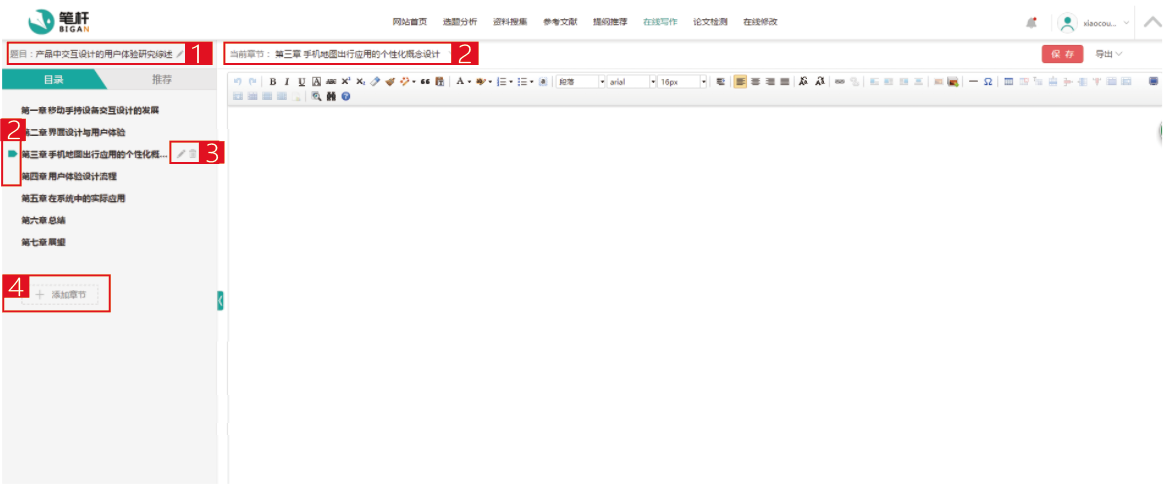 笔杆
BIGAN
网站首页 选题分析 资料搜集 参考文献 提纲推荐 在线写作 论文检测 在线修改
xiaocou...
题目：产品中交互设计的用户体验研究综述
1
当前章节： 第三章 手机地图出行应用的个性化概念设计
2
保存
导出
目录
推荐
段落
arial
16px
第一章 移动手持设备交互设计的发展
第二章 界面设计与用户体验
2
第三章 手机地图出行应用的个性化概...
3
第四章 用户体验设计流程
第五章 在系统中的实际应用
第六章 总结
第七章 展望
4
添加章节